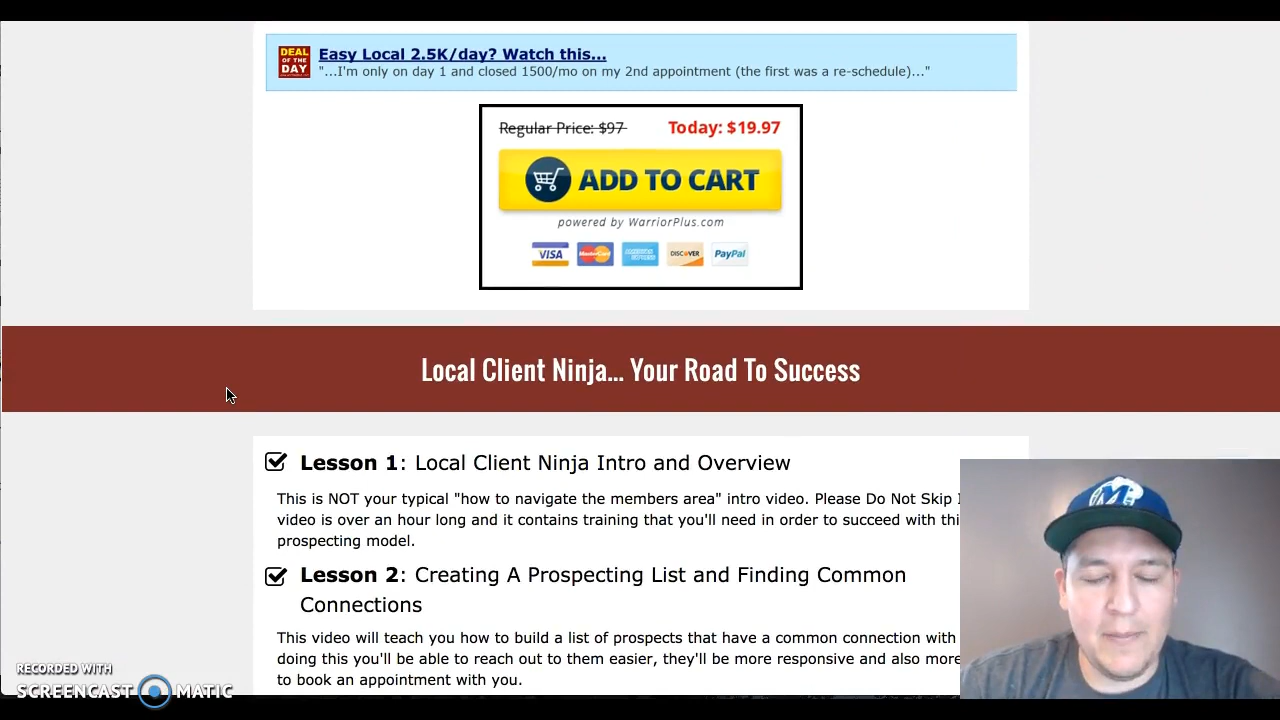 DEAL
OF THE
DAY
Easy Local 2.5K/day? Watch this...
"...I'm only on day 1 and closed 1500/mo on my 2nd appointment (the first was a re-schedule)..."
Regular Price: $97 Today: $19.97
ADD TO CART
powered by WarriorPlus.com
VISA MasterCard AMERICAN EXPRESS DISCOVER PayPal
Local Client Ninja... Your Road To Success
Lesson 1: Local Client Ninja Intro and Overview
This is NOT your typical "how to navigate the members area" intro video. Please Do Not Skip
video is over an hour long and it contains training that you'll need in order to succeed with thi
prospecting model.
Lesson 2: Creating A Prospecting List and Finding Common
Connections
This video will teach you how to build a list of prospects that have a common connection with
doing this you'll be able to reach out to them easier, they'll be more responsive and also more
to book an appointment with you.
M
RECORDED WITH
SCREENCAST MATIC